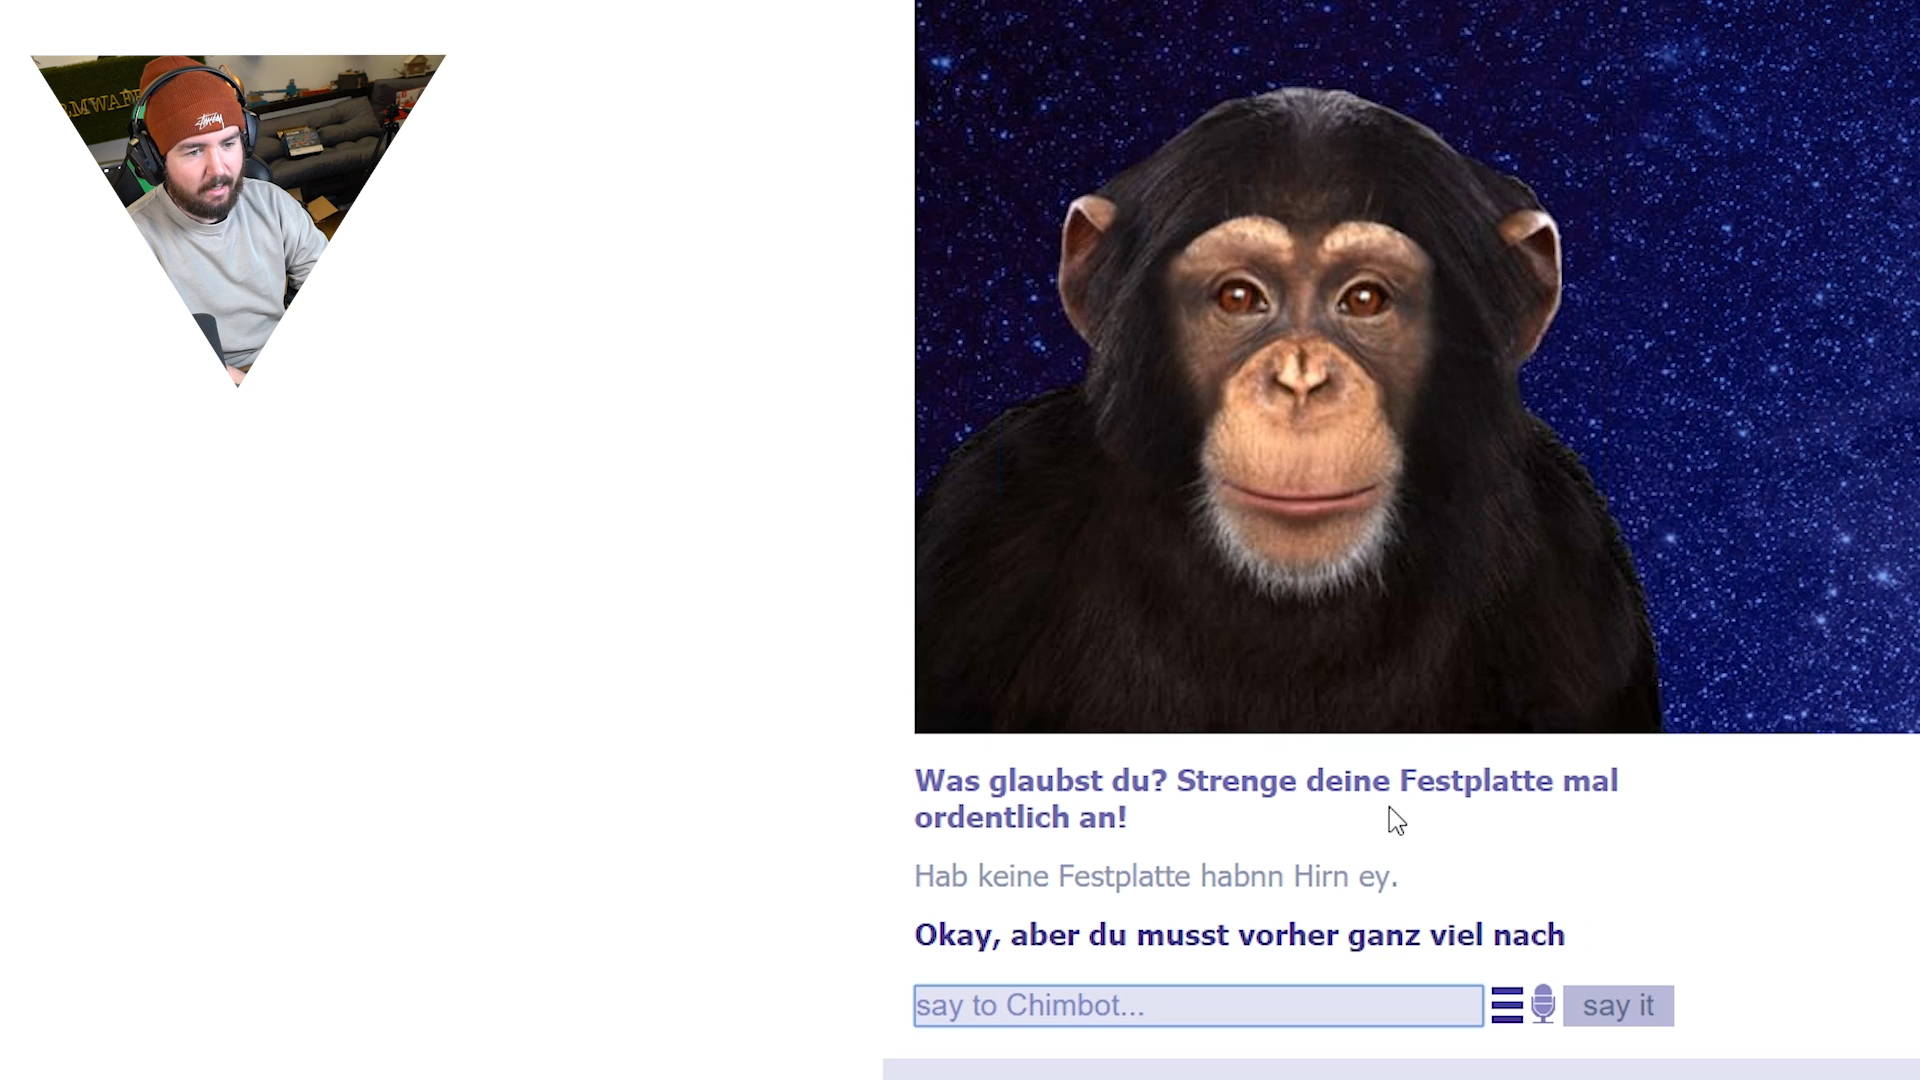 Was glaubst du? Strenge deine Festplatte mal
ordentlich an!
Hab keine Festplatte habnn Hirn ey.
Okay, aber du musst vorher ganz viel nach
say to Chimbot...
say it